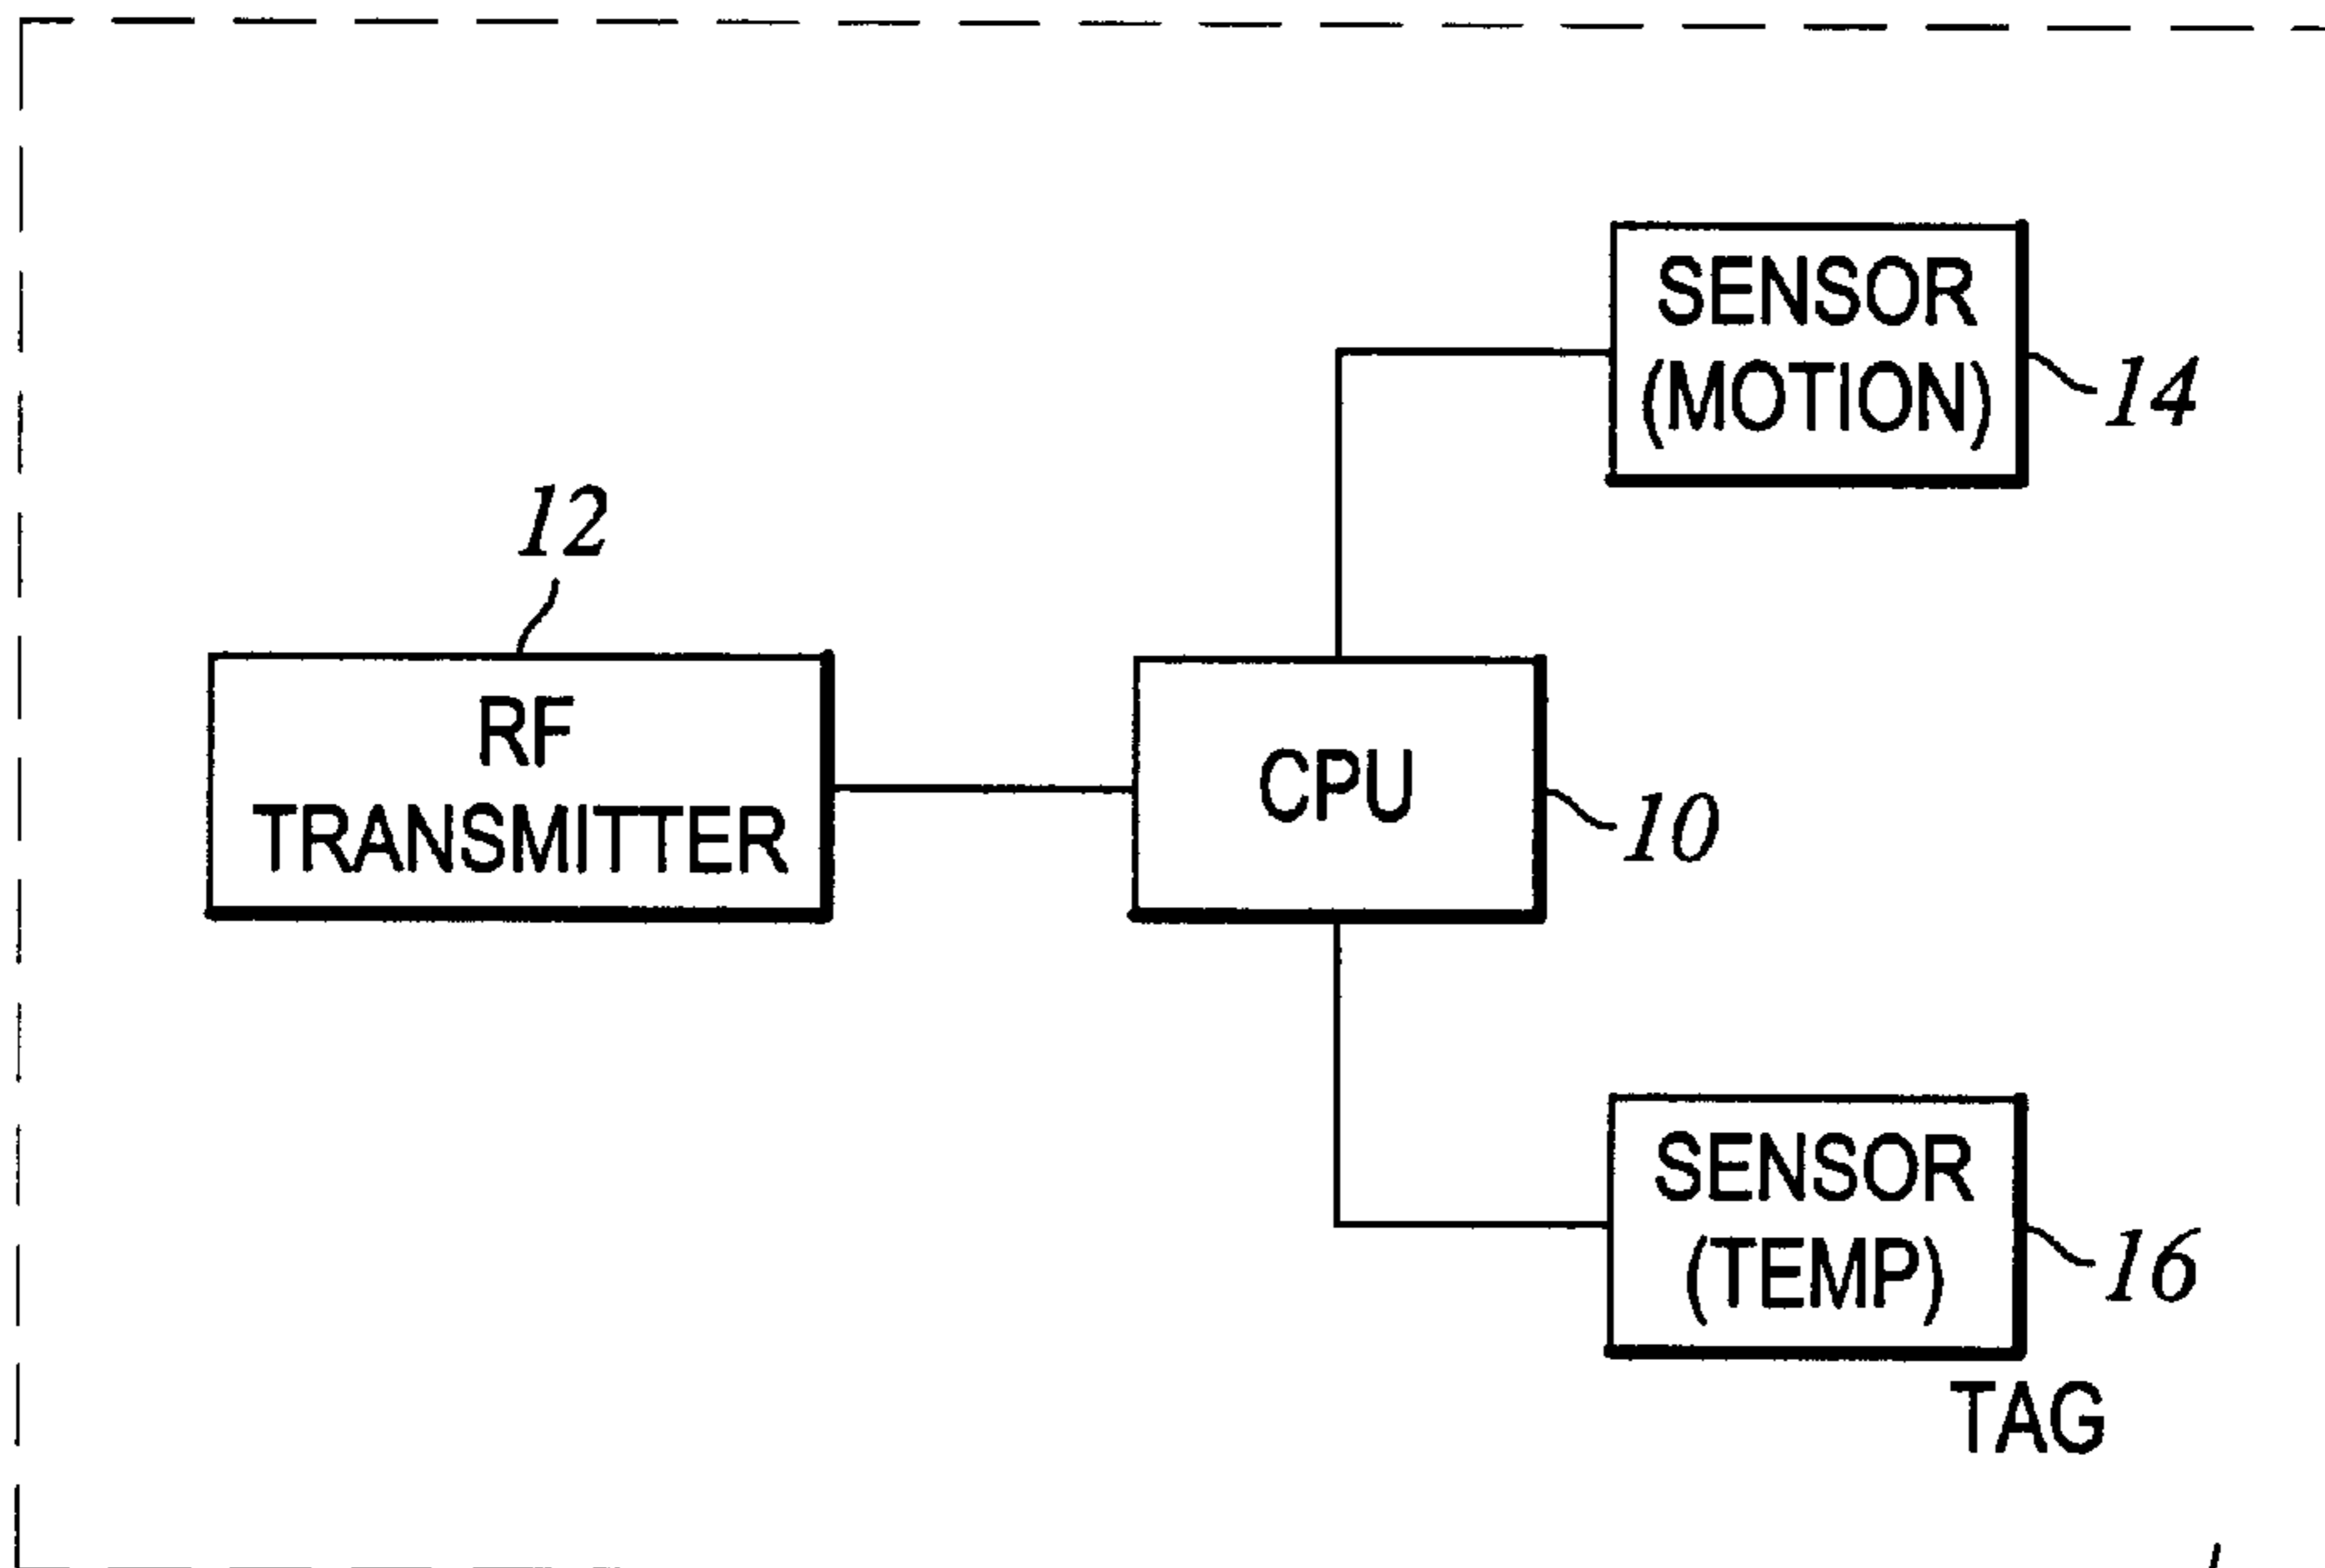 SENSOR
(MOTION)
14
12
RF
TRANSMITTER
CPU
10
SENSOR
(TEMP)
16
TAG